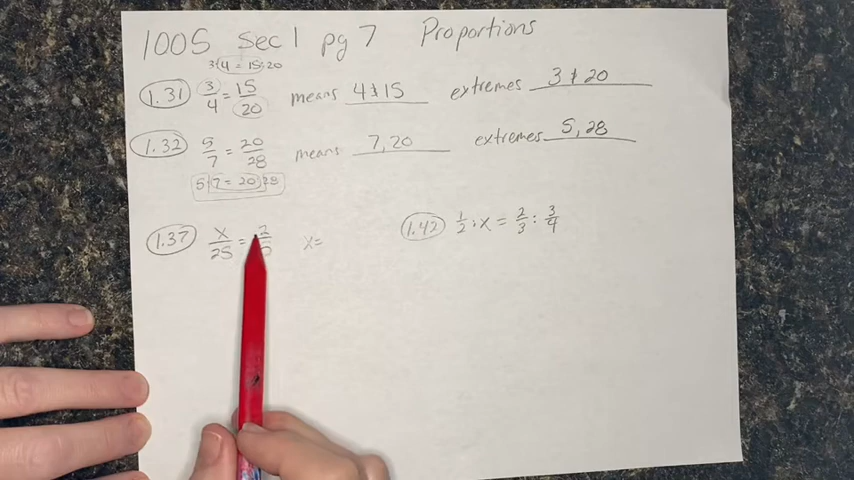 1005 Sec 1 pg 7 Proportions
3:4 = 15:20
1.31 3/4 = 15/20 means 4 & 15 extremes 3 & 20
1.32 5/7 = 20/28 means 7, 20 extremes 5, 28
5:7 = 20:28
1.37 x/25 = 2/ x=
1.42 1/2 : x = 2/3 : 3/4